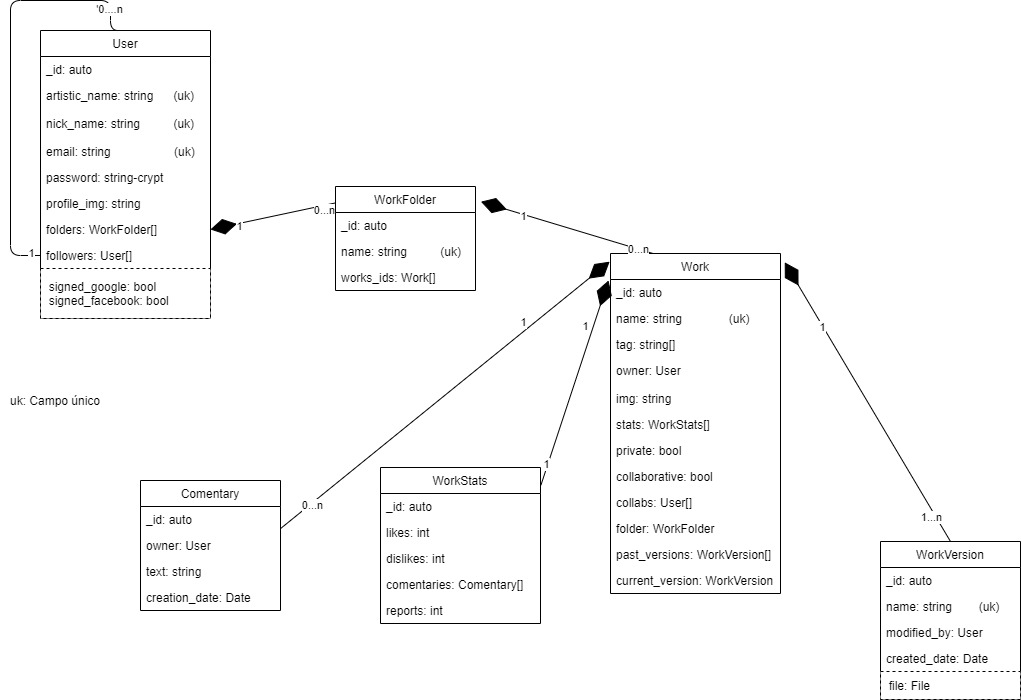 '0....n
User
_id: auto
artistic_name: string (uk)
nick_name: string (uk)
email: string (uk)
password: string-crypt
profile_img: string
folders: WorkFolder[]
followers: User[]
signed_google: bool
signed_facebook: bool
1
1
0...n
WorkFolder
_id: auto
name: string (uk)
works_ids: Work[]
1
0...n
Work
_id: auto
name: string (uk)
tag: string[]
owner: User
img: string
stats: WorkStats[]
private: bool
collaborative: bool
collabs: User[]
folder: WorkFolder
past_versions: WorkVersion[]
current_version: WorkVersion
1
1
1
uk: Campo único
1
0...n
1...n
Comentary
_id: auto
owner: User
text: string
creation_date: Date
WorkStats
_id: auto
likes: int
dislikes: int
comentaries: Comentary[]
reports: int
WorkVersion
_id: auto
name: string (uk)
modified_by: User
created_date: Date
file: File